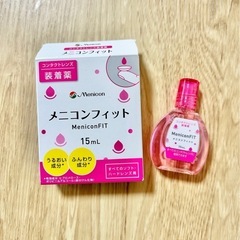 コンタクトレンズ
装着薬
Menicon
メニコンフィット
MeniconFIT
15mL
うるおい
成分*
ふんわり
成分*
すべてのソフト・
ハードレンズ用